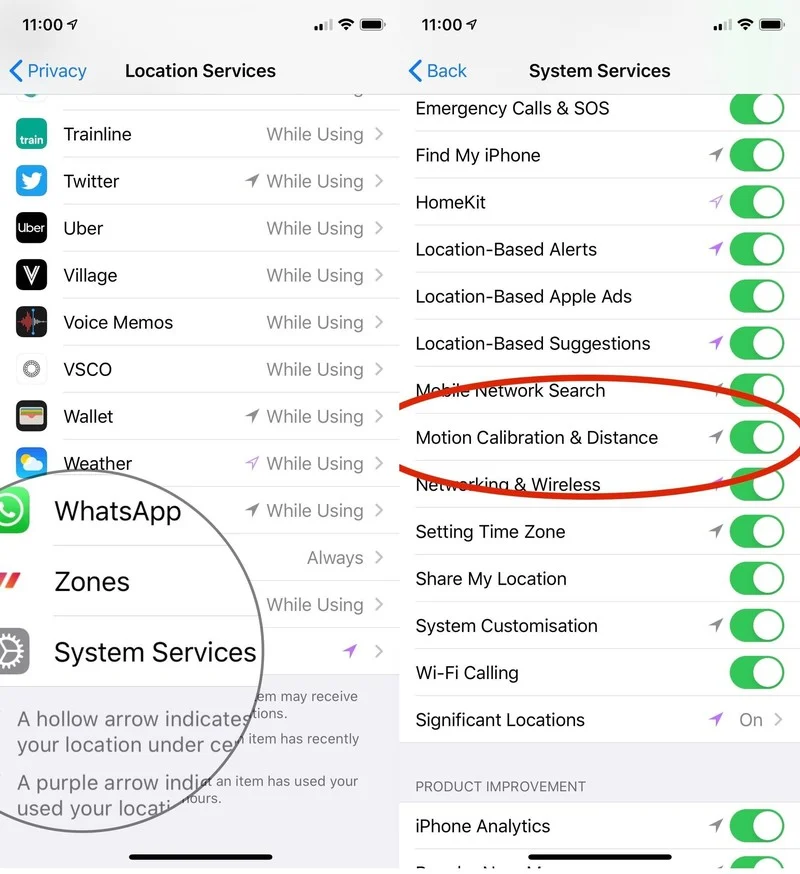 11:00
Privacy
Location Services
train
Trainline While Using
Twitter While Using
Uber
Uber While Using
Village While Using
Voice Memos While Using
VSCO While Using
Wallet While Using
Weather While Using
WhatsApp While Using
Always
Zones
While Using
System Services
em may receive
A hollow arrow indicates
tions.
your location under ce
item has recently
A purple arrow indi
t an item has used your
used your locati
hours.
11:00
Back
System Services
Emergency Calls & SOS
Find My iPhone
HomeKit
Location-Based Alerts
Location-Based Apple Ads
Location-Based Suggestions
Mobile Network Search
Motion Calibration & Distance
Networking & Wireless
Setting Time Zone
Share My Location
System Customisation
Wi-Fi Calling
Significant Locations On
PRODUCT IMPROVEMENT
iPhone Analytics